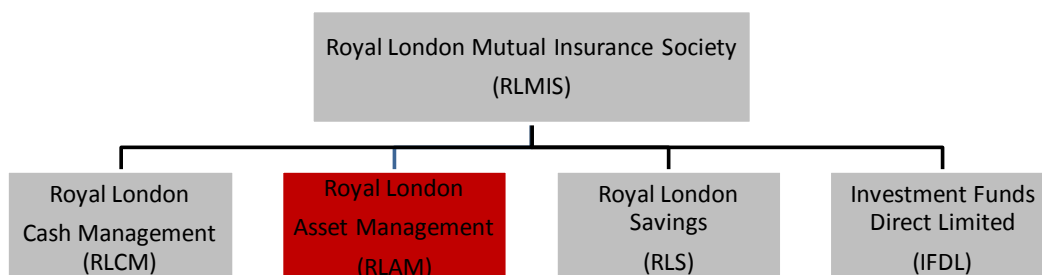 Royal London Mutual Insurance Society
(RLMIS)
Royal London
Cash Management
(RLCM)
Royal London
Asset Management
(RLAM)
Royal London
Savings
(RLS)
Investment Funds
Direct Limited
(IFDL)